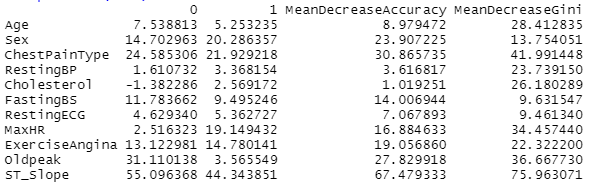 0 1 MeanDecreaseAccuracy MeanDecreaseGini
Age 7.538813 5.253235 8.979472 28.412835
Sex 14.702963 20.286357 23.907225 13.754051
ChestPainType 24.585306 21.929218 30.865735 41.991448
RestingBP 1.610732 3.368154 3.616817 23.739150
Cholesterol -1.382286 2.569172 1.019251 26.180289
FastingBS 11.783662 9.495246 14.006944 9.631547
RestingECG 4.629340 5.362727 7.067893 9.461340
MaxHR 2.516323 19.149432 16.884633 34.457440
ExerciseAngina 13.122981 14.780141 19.056860 22.322200
Oldpeak 31.110138 3.565549 27.829918 36.667730
ST_Slope 55.096368 44.343851 67.479333 75.963071